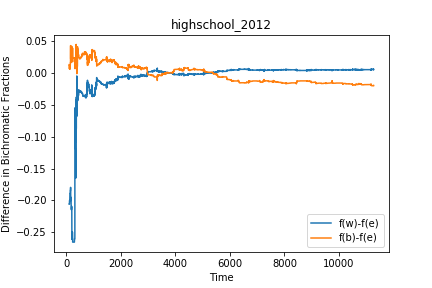 highschool_2012
Difference in Bichromatic Fractions
0.05
0.00
−0.05
−0.10
−0.15
−0.20
−0.25
0
2000
4000
6000
8000
10000
Time
f(w)-f(e)
f(b)-f(e)